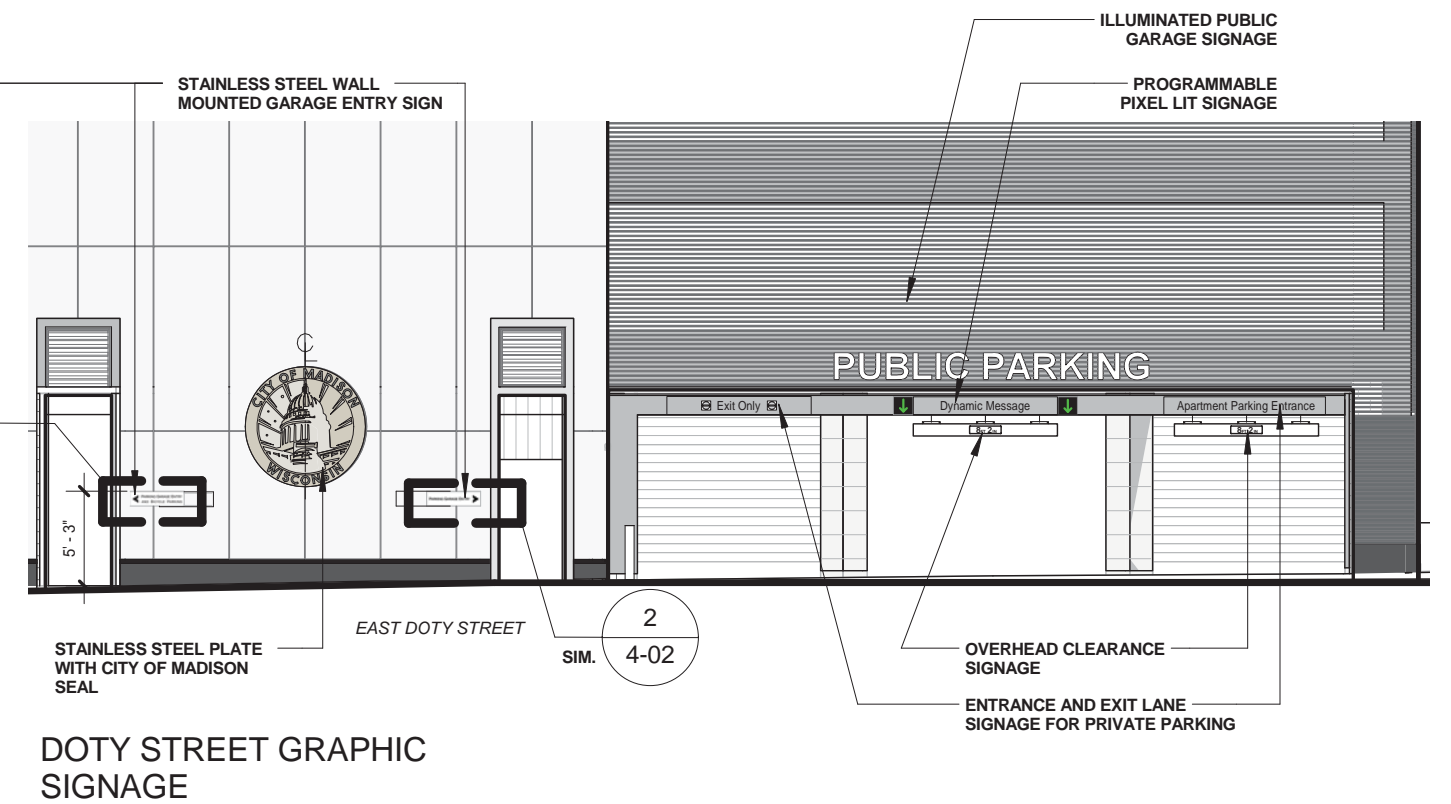 ILLUMINATED PUBLIC
GARAGE SIGNAGE
STAINLESS STEEL WALL
MOUNTED GARAGE ENTRY SIGN
PROGRAMMABLE
PIXEL LIT SIGNAGE
CITY OF MADISON
WISCONSIN
PUBLIC PARKING
Exit Only
Dynamic Message
Apartment Parking Entrance
5' - 3"
EAST DOTY STREET
2
SIM.
4-02
STAINLESS STEEL PLATE
WITH CITY OF MADISON
SEAL
OVERHEAD CLEARANCE
SIGNAGE
ENTRANCE AND EXIT LANE
SIGNAGE FOR PRIVATE PARKING
DOTY STREET GRAPHIC
SIGNAGE